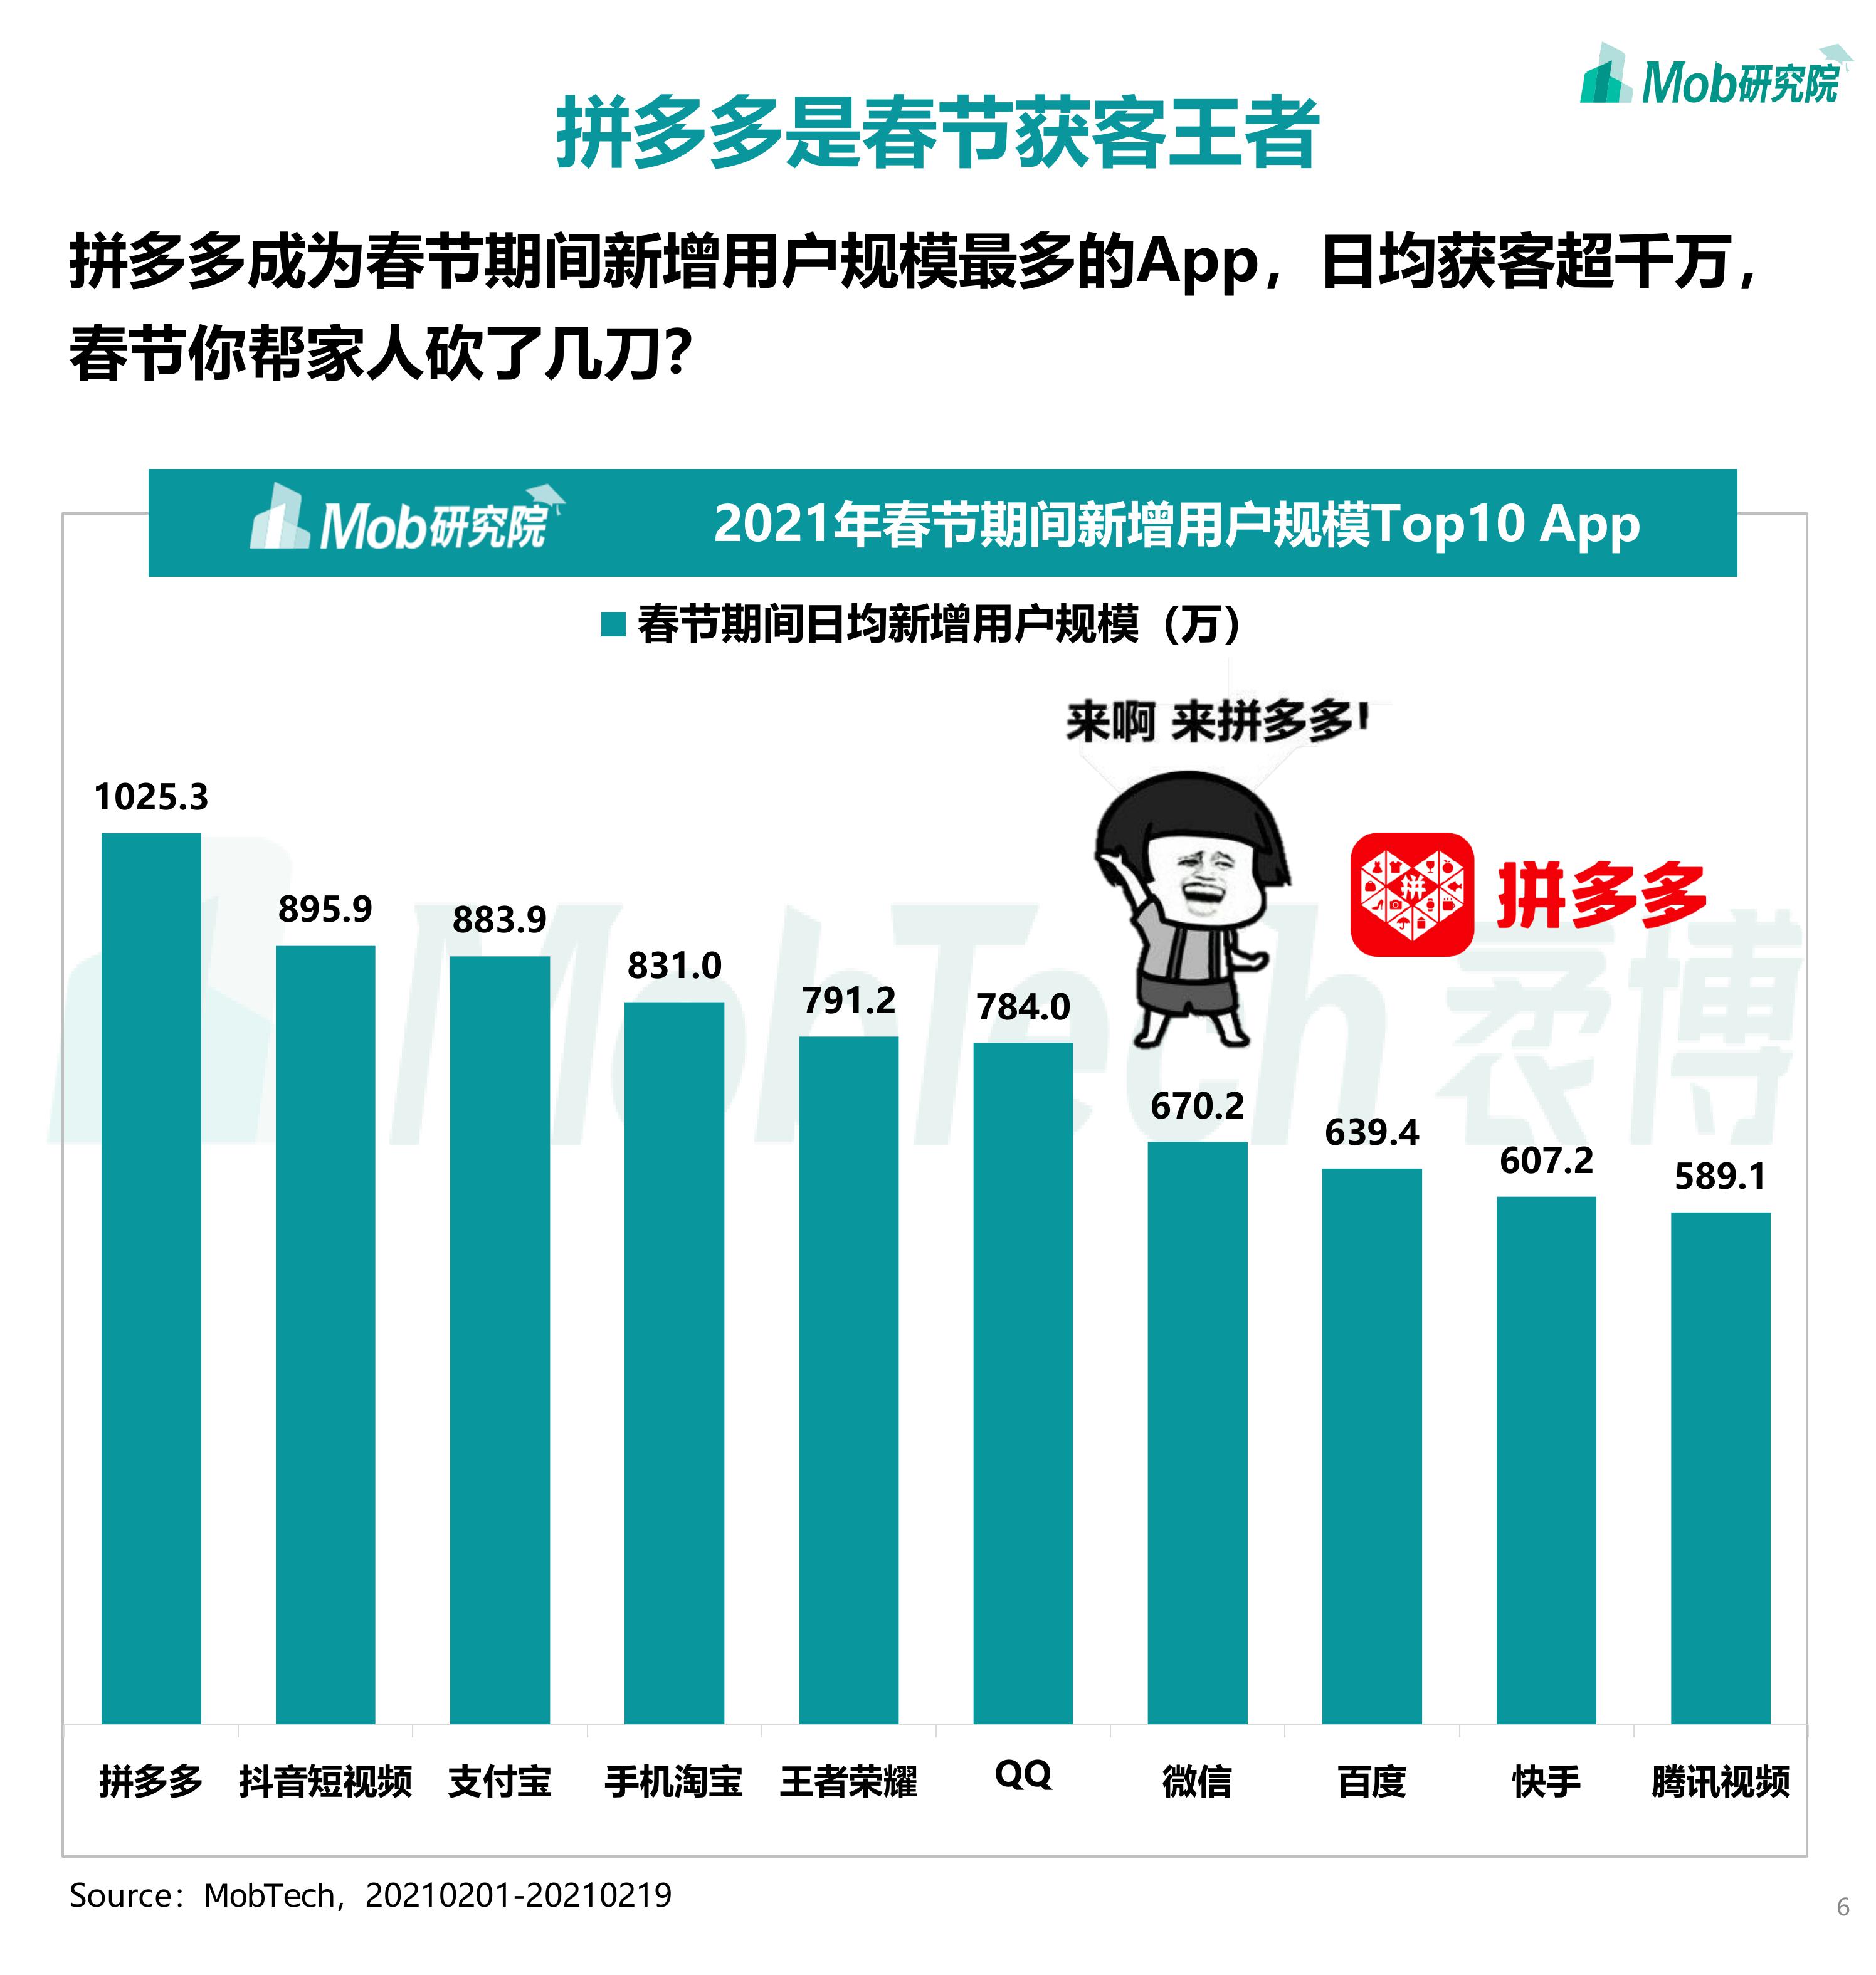 Mob研究院
拼多多是春节获客王者
拼多多成为春节期间新增用户规模最多的App，日均获客超千万，
春节你帮家人砍了几刀？
Mob研究院 2021年春节期间新增用户规模Top10 App
春节期间日均新增用户规模（万）
来啊 来拼多多!
拼 拼多多
1025.3
895.9
883.9
831.0
791.2
784.0
670.2
639.4
607.2
589.1
MobTech 袤博
拼多多 抖音短视频 支付宝 手机淘宝 王者荣耀 QQ 微信 百度 快手 腾讯视频
Source：MobTech，20210201-20210219
6